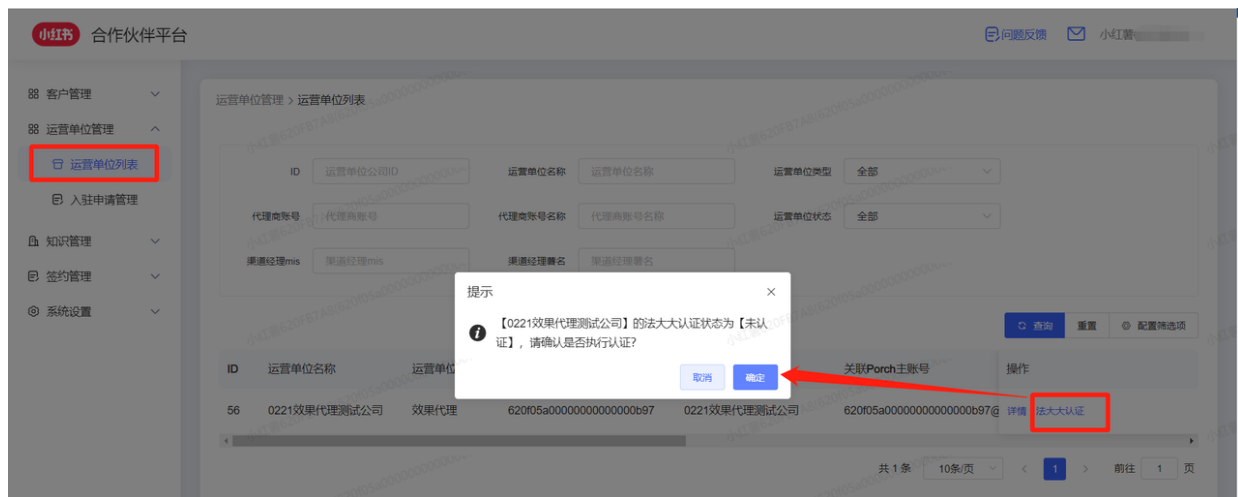 小红书 合作伙伴平台
问题反馈 小红薯
客户管理
运营单位管理
运营单位列表
入驻申请管理
知识管理
签约管理
系统设置
运营单位管理 > 运营单位列表
ID 运营单位公司ID 运营单位名称 运营单位名称 运营单位类型 全部
代理商账号 代理商账号 代理商账号名称 代理商账号名称 运营单位状态 全部
渠道经理mis 渠道经理mis 渠道经理薯名 渠道经理薯名
提示
【0221效果代理测试公司】的法大大认证状态为【未认
证】，请确认是否执行认证?
取消 确定
查询 重置 配置筛选项
ID 运营单位名称 运营单位 关联Porch主账号 操作
56 0221效果代理测试公司 效果代理 620f05a00000000000000b97 0221效果代理测试公司 620f05a00000000000000b97@ 详情 法大大认证
共 1 条 10条/页 1 前往 1 页